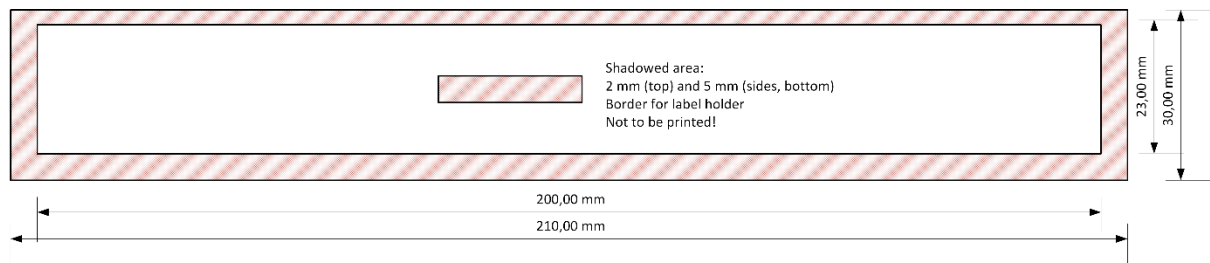 Shadowed area:
2 mm (top) and 5 mm (sides, bottom)
Border for label holder
Not to be printed!
23,00 mm
30,00 mm
200,00 mm
210,00 mm